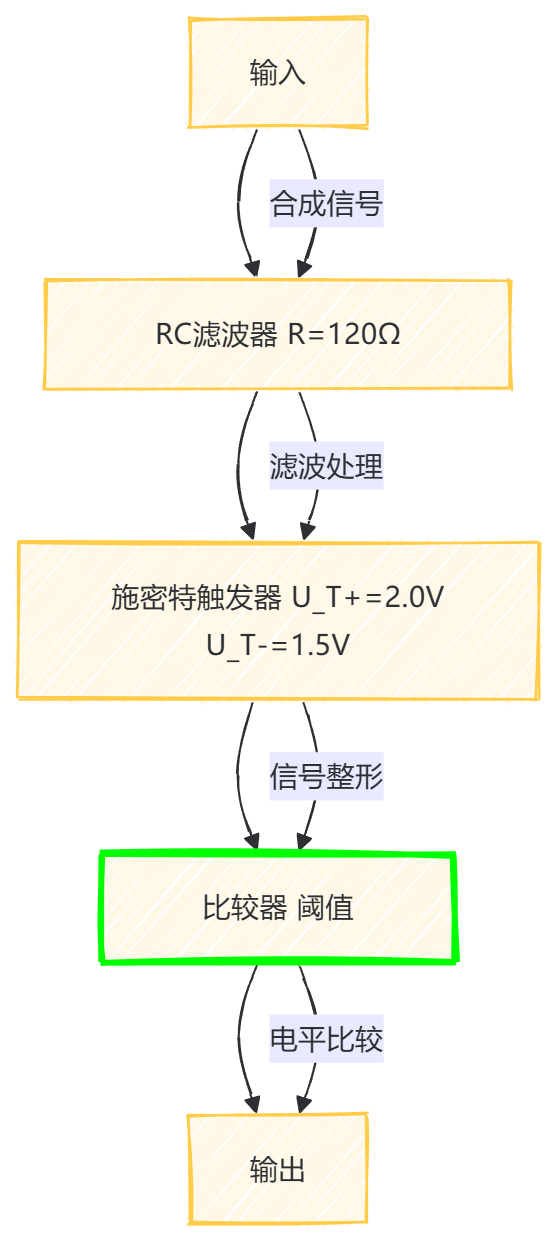 输入
合成信号
RC滤波器 R=120Ω
滤波处理
施密特触发器 U_T+=2.0V
U_T-=1.5V
信号整形
比较器 阈值
电平比较
输出